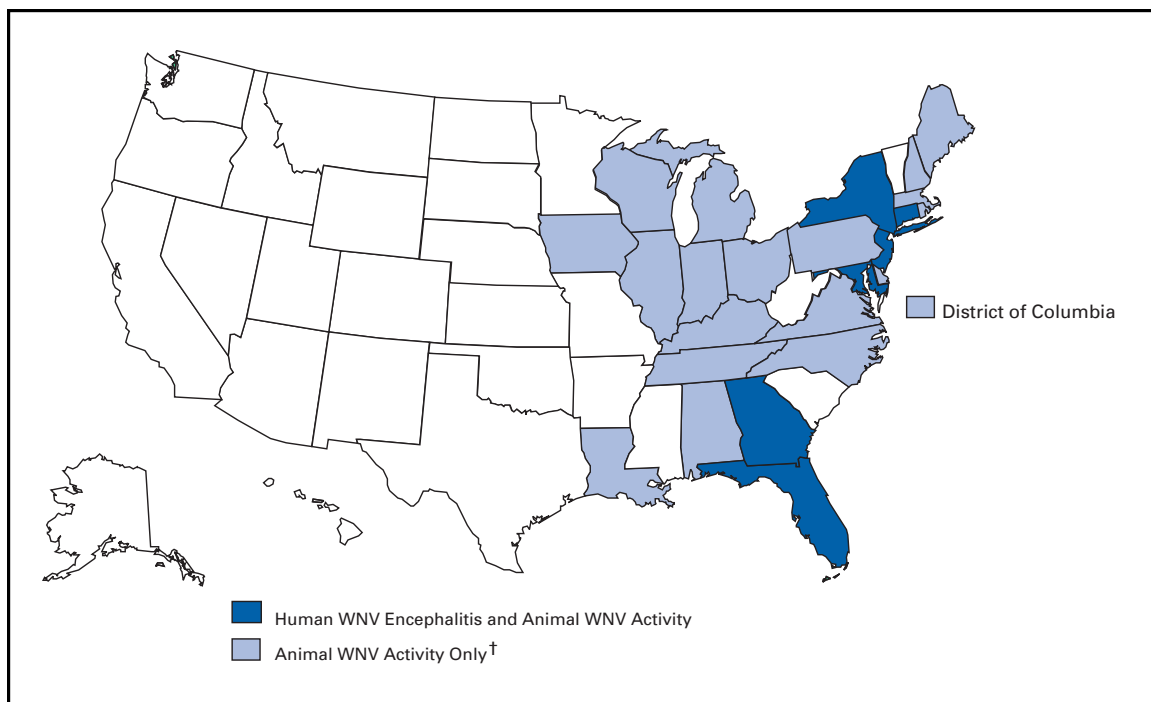 District of Columbia
Human WNV Encephalitis and Animal WNV Activity
Animal WNV Activity Only†